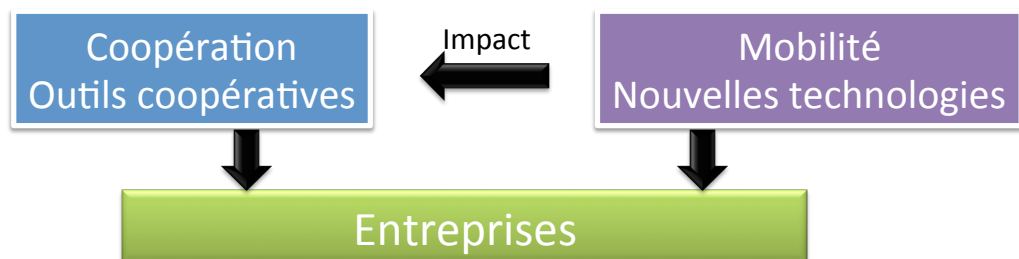 Coopération
Outils coopératives
Impact
Mobilité
Nouvelles technologies
Entreprises